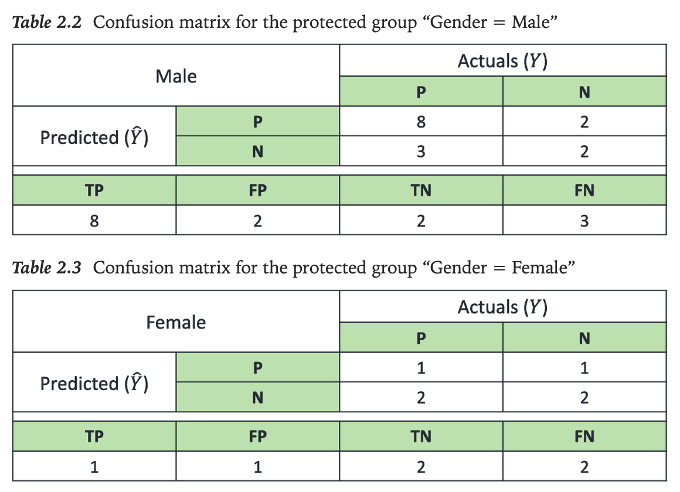 Table 2.2 Confusion matrix for the protected group “Gender = Male”
Male
Actuals (Y)
P N
Predicted (Ŷ)
P 8 2
N 3 2
TP FP TN FN
8 2 2 3
Table 2.3 Confusion matrix for the protected group “Gender = Female”
Female
Actuals (Y)
P N
Predicted (Ŷ)
P 1 1
N 2 2
TP FP TN FN
1 1 2 2